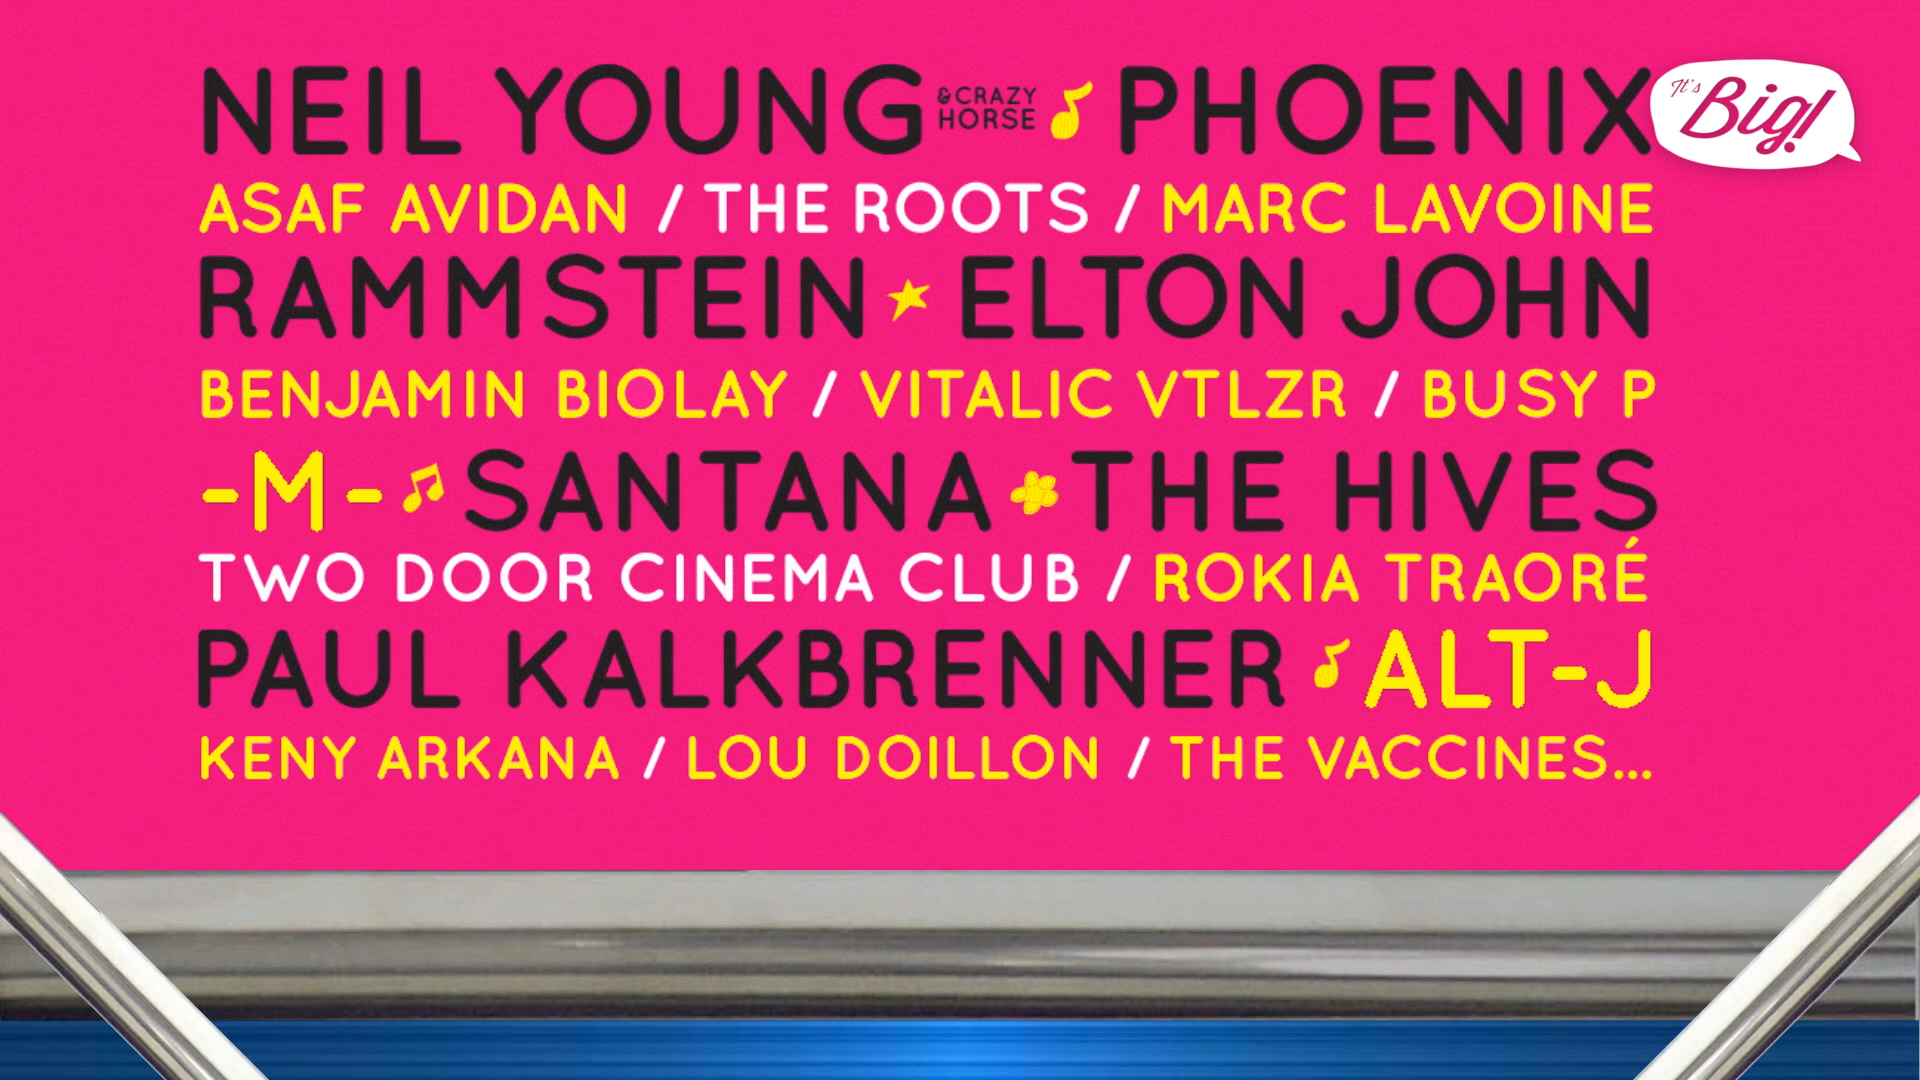 NEIL YOUNG & CRAZY HORSE PHOENIX
It's Big!
ASAF AVIDAN / THE ROOTS / MARC LAVOINE
RAMMSTEIN ELTON JOHN
BENJAMIN BIOLAY / VITALIC VTLZR / BUSY P
-M- SANTANA THE HIVES
TWO DOOR CINEMA CLUB / ROKIA TRAORÉ
PAUL KALKBRENNER ALT-J
KENY ARKANA / LOU DOILLON / THE VACCINES...